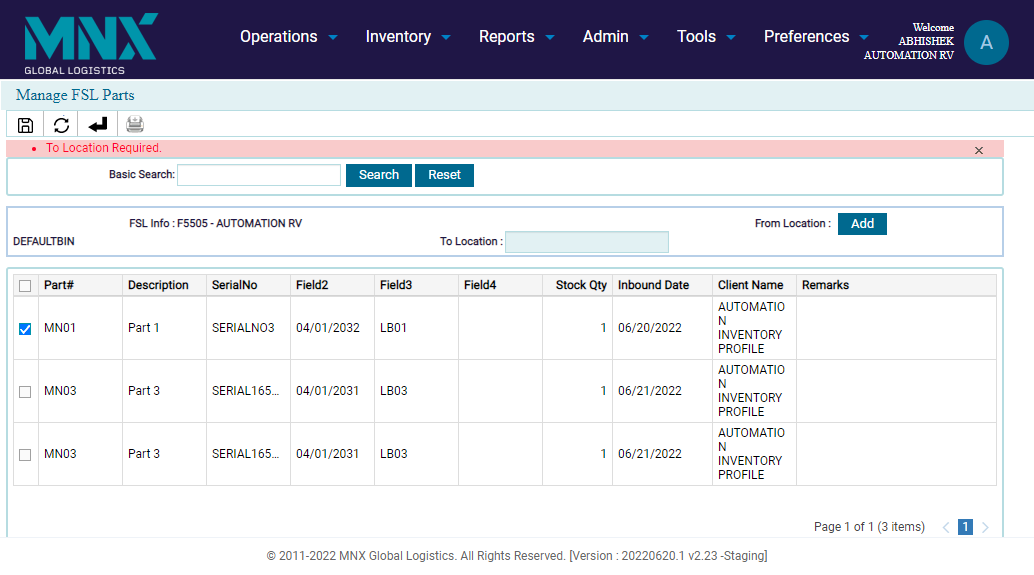 MNX
GLOBAL LOGISTICS
Operations Inventory Reports Admin Tools Preferences
Welcome
ABHISHEK
AUTOMATION RV
A
Manage FSL Parts
To Location Required.
Basic Search: Search Reset
FSL Info : F5505 - AUTOMATION RV From Location : Add
DEFAULTBIN To Location :
Part# Description SerialNo Field2 Field3 Field4 Stock Qty Inbound Date Client Name Remarks
MN01 Part 1 SERIALNO3 04/01/2032 LB01 1 06/20/2022 AUTOMATIO
N
INVENTORY
PROFILE
MN03 Part 3 SERIAL165... 04/01/2031 LB03 1 06/21/2022 AUTOMATIO
N
INVENTORY
PROFILE
MN03 Part 3 SERIAL165... 04/01/2031 LB03 1 06/21/2022 AUTOMATIO
N
INVENTORY
PROFILE
Page 1 of 1 (3 items) 1
© 2011-2022 MNX Global Logistics. All Rights Reserved. [Version : 20220620.1 v2.23 -Staging]